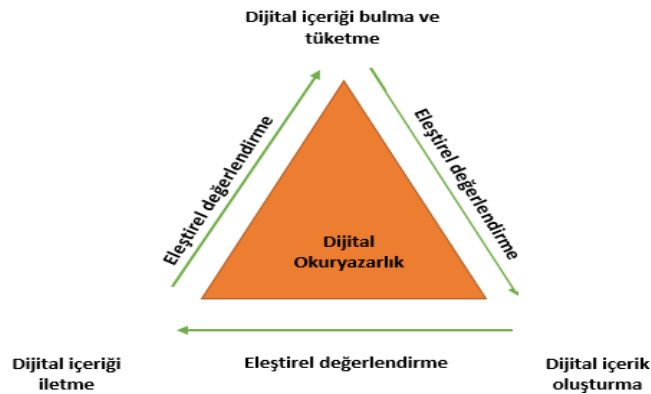 Dijital içeriği bulma ve
tüketme
Eleştirel değerlendirme
Eleştirel değerlendirme
Dijital
Okuryazarlık
Dijital içeriği
iletme
Eleştirel değerlendirme
Dijital içerik
oluşturma